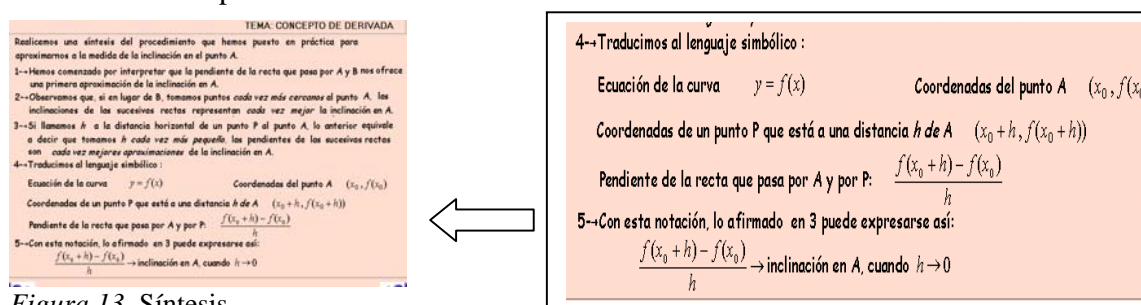 TEMA: CONCEPTO DE DERIVADA
Realicemos una síntesis del procedimiento que hemos puesto en práctica para
aproximarnos a la medida de la inclinación en el punto A.
1-→Hemos comenzado por interpretar que la pendiente de la recta que pasa por A y B nos ofrece
una primera aproximación de la inclinación en A.
2-→Observamos que, si en lugar de B, tomamos puntos cada vez más cercanos al punto A, las
inclinaciones de las sucesivas rectas representan cada vez mejor la inclinación en A.
3-→Si llamamos h a la distancia horizontal de un punto P al punto A, lo anterior equivale
a decir que tomamos h cada vez más pequeño, las pendientes de las sucesivas rectas
son cada vez mejores aproximaciones de la inclinación en A.
4-→Traducimos al lenguaje simbólico :
Ecuación de la curva y = f(x) Coordenadas del punto A (x₀, f(x₀)
Coordenadas de un punto P que está a una distancia h de A (x₀ + h, f(x₀ + h))
Pendiente de la recta que pasa por A y por P: f(x₀ + h) − f(x₀) / h
5-→Con esta notación, lo afirmado en 3 puede expresarse así:
f(x₀ + h) − f(x₀) / h → inclinación en A, cuando h → 0
Figura 13. Síntesis
4-→Traducimos al lenguaje simbólico :
Ecuación de la curva y = f(x) Coordenadas del punto A (x₀, f(x₀
Coordenadas de un punto P que está a una distancia h de A (x₀ + h, f(x₀ + h))
Pendiente de la recta que pasa por A y por P: f(x₀ + h) − f(x₀) / h
5-→Con esta notación, lo afirmado en 3 puede expresarse así:
f(x₀ + h) − f(x₀) / h → inclinación en A, cuando h → 0